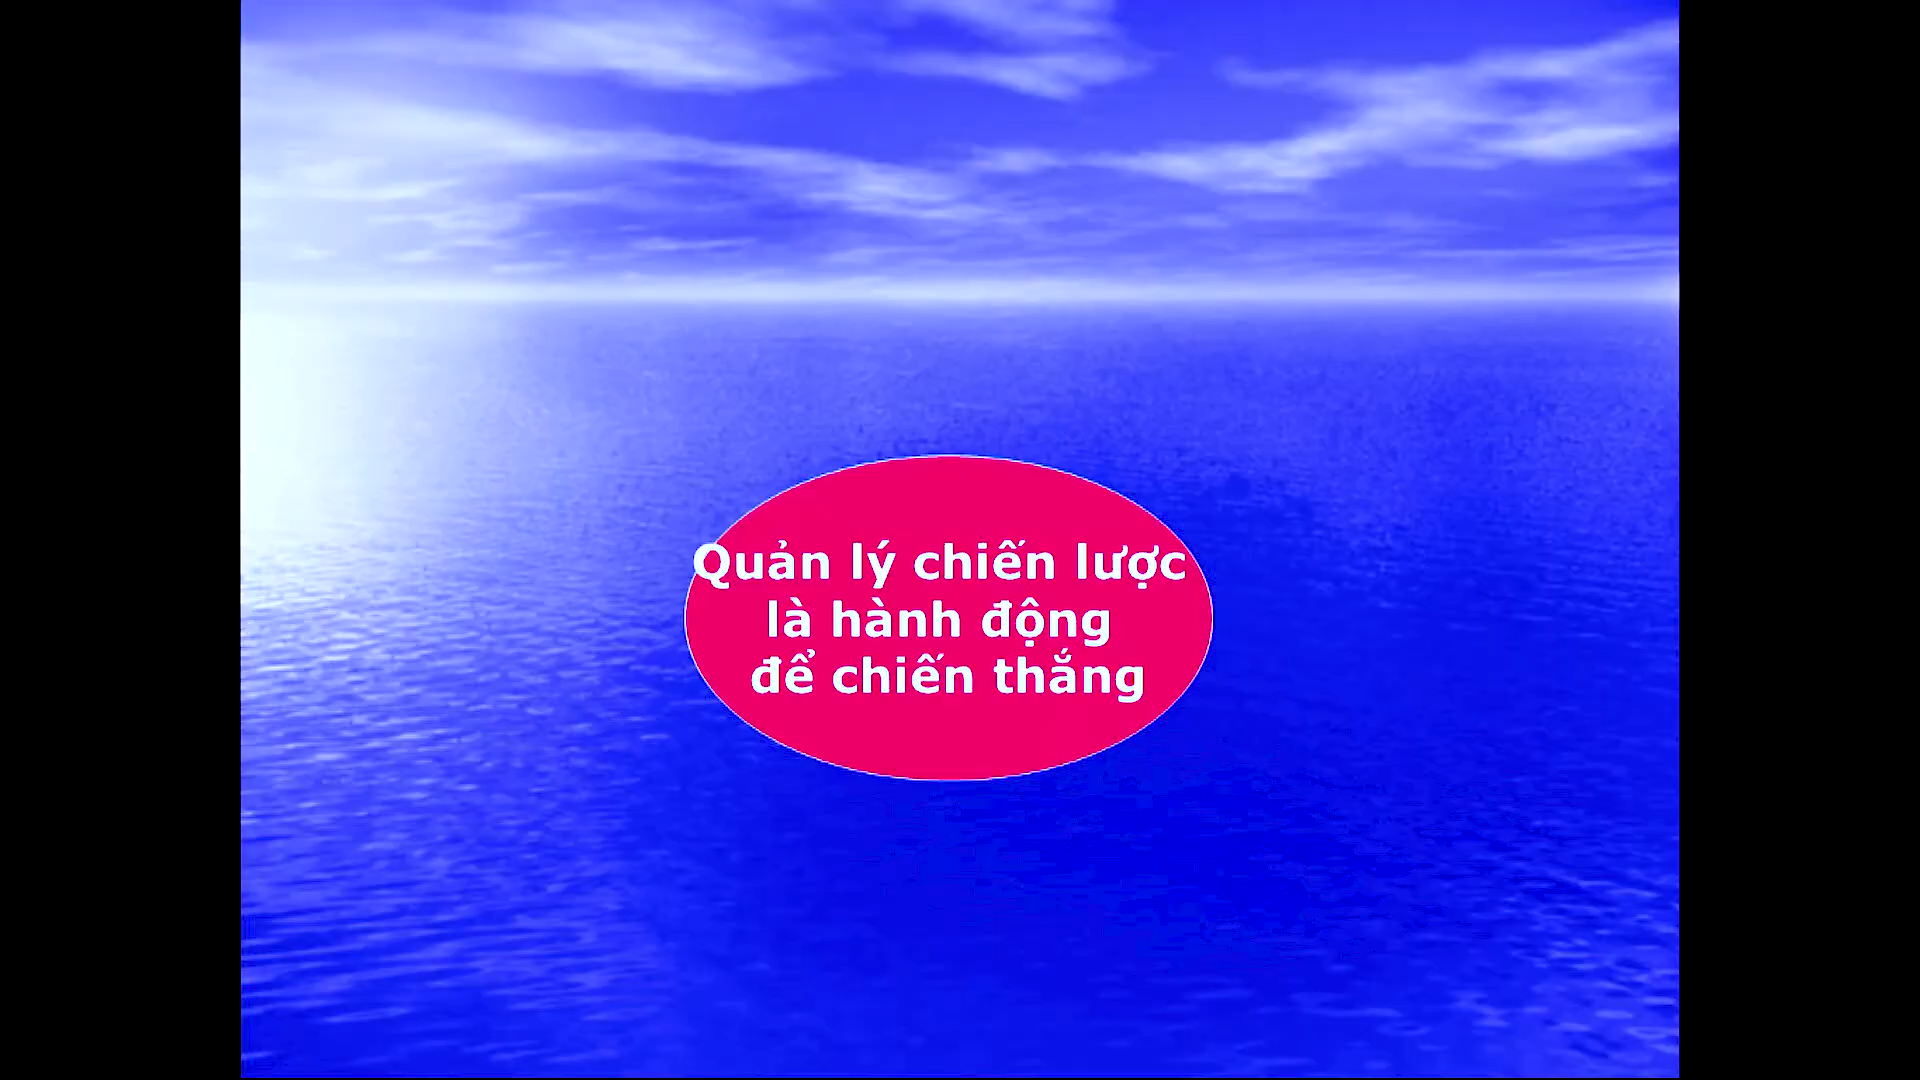 Quản lý chiến lược
là hành động
để chiến thắng